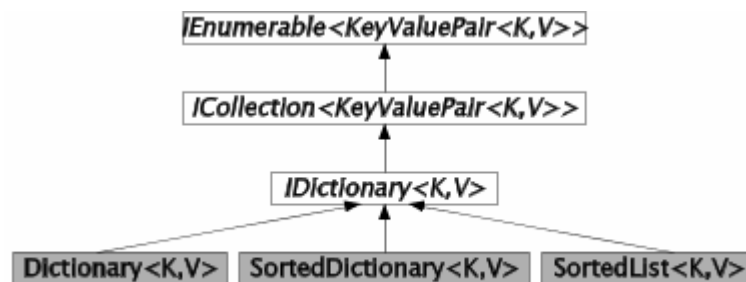 IEnumerable<KeyValuePair<K,V>>
ICollection<KeyValuePair<K,V>>
IDictionary<K,V>
Dictionary<K,V> SortedDictionary<K,V> SortedList<K,V>